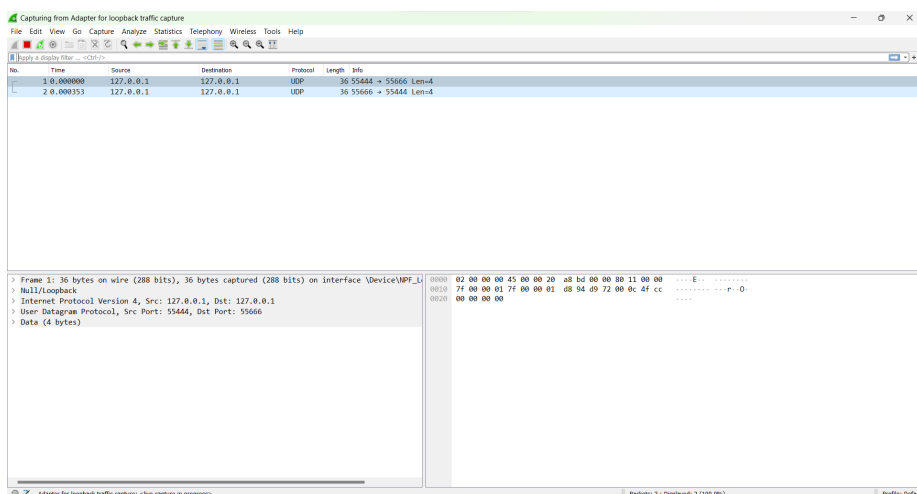 Capturing from Adapter for loopback traffic capture
File Edit View Go Capture Analyze Statistics Telephony Wireless Tools Help
Apply a display filter ... <Ctrl-/>
No. Time Source Destination Protocol Length Info
1 0.000000 127.0.0.1 127.0.0.1 UDP 36 55444 → 55666 Len=4
2 0.000353 127.0.0.1 127.0.0.1 UDP 36 55666 → 55444 Len=4
> Frame 1: 36 bytes on wire (288 bits), 36 bytes captured (288 bits) on interface \Device\NPF_L
> Null/Loopback
> Internet Protocol Version 4, Src: 127.0.0.1, Dst: 127.0.0.1
> User Datagram Protocol, Src Port: 55444, Dst Port: 55666
> Data (4 bytes)
0000 02 00 00 00 45 00 00 20 a8 bd 00 00 80 11 00 00 ····E·· ········
0010 7f 00 00 01 7f 00 00 01 d8 94 d9 72 00 0c 4f cc ········ ···r··O·
0020 00 00 00 00 ····
Adapter for loopback traffic capture: <live capture in progress> Packets: 2 · Displayed: 2 (100.0%)